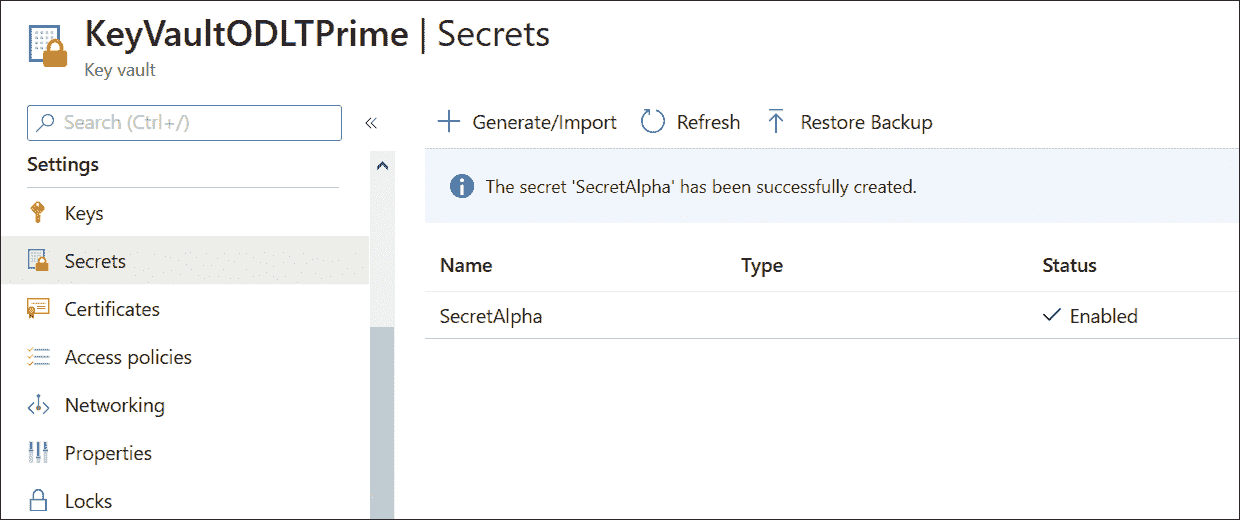 KeyVaultODLTPrime | Secrets
Key vault
Search (Ctrl+/)
«
Generate/Import Refresh Restore Backup
Settings
Keys
Secrets
Certificates
Access policies
Networking
Properties
Locks
The secret 'SecretAlpha' has been successfully created.
Name Type Status
SecretAlpha Enabled